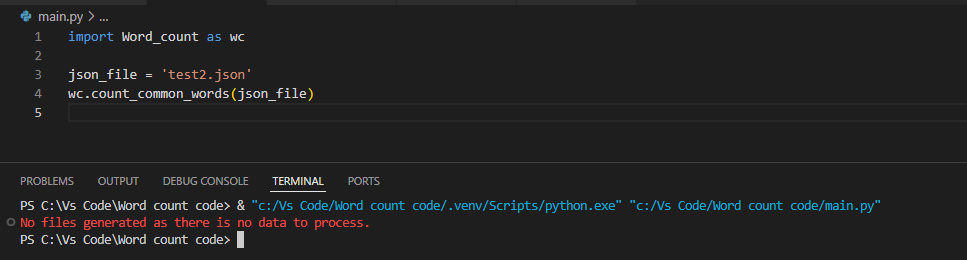 main.py > ...
1 import Word_count as wc
2
3 json_file = 'test2.json'
4 wc.count_common_words(json_file)
5
PROBLEMS OUTPUT DEBUG CONSOLE TERMINAL PORTS
PS C:\Vs Code\Word count code> & "c:/Vs Code/Word count code/.venv/Scripts/python.exe" "c:/Vs Code/Word count code/main.py"
No files generated as there is no data to process.
PS C:\Vs Code\Word count code>